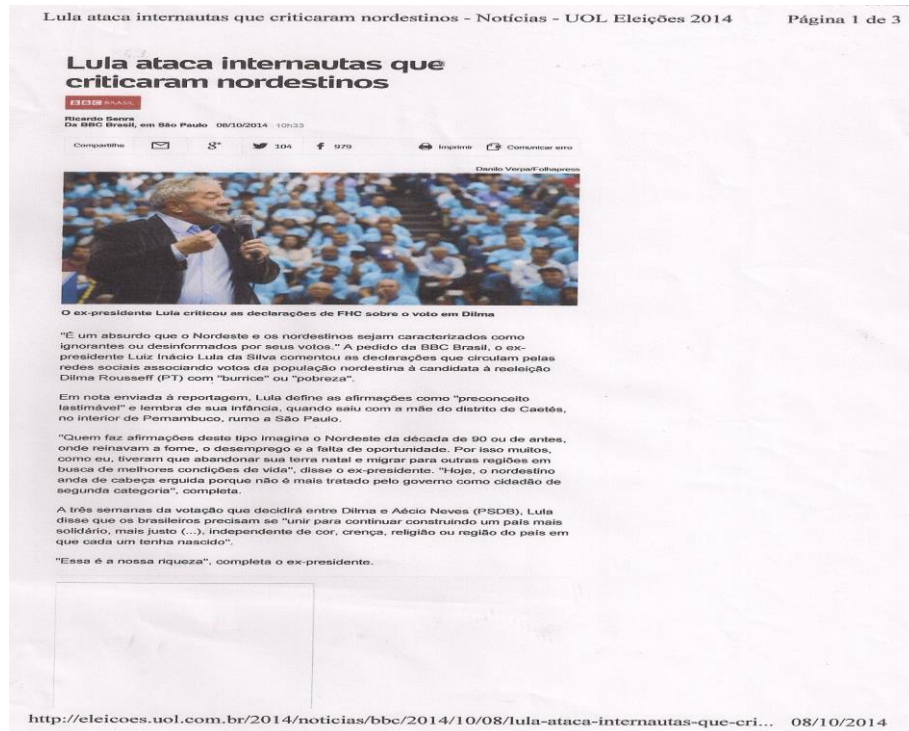 Lula ataca internautas que criticaram nordestinos - Notícias - UOL Eleições 2014 Página 1 de 3
Lula ataca internautas que
criticaram nordestinos
BBC BRASIL
Ricardo Senra
Da BBC Brasil, em São Paulo 08/10/2014 10h33
Compartilhe 8+ 104 f 979 Imprimir Comunicar erro
Danilo Verpa/Folhapress
O ex-presidente Lula criticou as declarações de FHC sobre o voto em Dilma
"É um absurdo que o Nordeste e os nordestinos sejam caracterizados como
ignorantes ou desinformados por seus votos." A pedido da BBC Brasil, o ex-
presidente Luiz Inácio Lula da Silva comentou as declarações que circulam pelas
redes sociais associando votos da população nordestina à candidata à reeleição
Dilma Rousseff (PT) com "burrice" ou "pobreza".
Em nota enviada à reportagem, Lula define as afirmações como "preconceito
lastimável" e lembra de sua infância, quando saiu com a mãe do distrito de Caetés,
no interior de Pernambuco, rumo a São Paulo.
"Quem faz afirmações deste tipo imagina o Nordeste da década de 90 ou de antes,
onde reinavam a fome, o desemprego e a falta de oportunidade. Por isso muitos,
como eu, tiveram que abandonar sua terra natal e migrar para outras regiões em
busca de melhores condições de vida", disse o ex-presidente. "Hoje, o nordestino
anda de cabeça erguida porque não é mais tratado pelo governo como cidadão de
segunda categoria", completa.
A três semanas da votação que decidirá entre Dilma e Aécio Neves (PSDB), Lula
disse que os brasileiros precisam se "unir para continuar construindo um país mais
solidário, mais justo (...), independente de cor, crença, religião ou região do país em
que cada um tenha nascido".
"Essa é a nossa riqueza", completa o ex-presidente.
http://eleicoes.uol.com.br/2014/noticias/bbc/2014/10/08/lula-ataca-internautas-que-cri... 08/10/2014